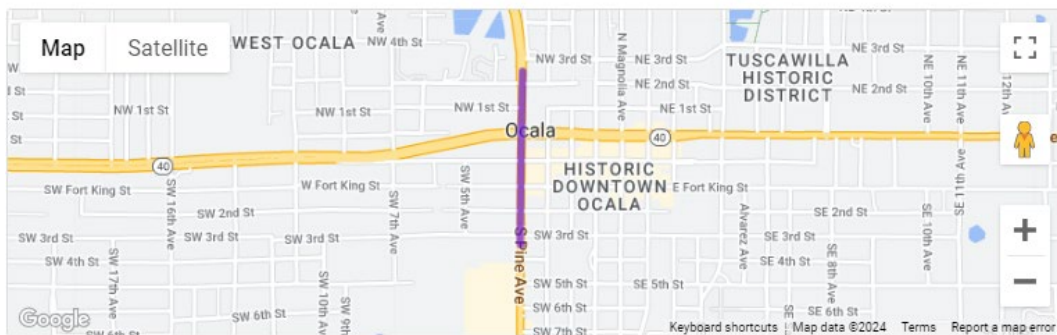 Map
Satellite
WEST OCALA
NW 4th St
NW 3rd St
N Magnolia Ave
NE 3rd St
NE 2nd St
TUSCAWILLA
HISTORIC
DISTRICT
NE 3rd St
NE 2nd St
NE 10th Ave
NE 11th Ave
12th Ave
NW 1st St
NW 1st St
NW 1st St
NE 1st St
Ocala
40
40
SW Fort King St
SW 16th Ave
W Fort King St
SW 7th Ave
SW 5th Ave
HISTORIC
DOWNTOWN
OCALA
E Fort King St
SE 11th Ave
SW 2nd St
SE 2nd St
SW 3rd St
SW 3rd St
SW 3rd St
SW 3rd St
S Pine Ave
Alvarez Ave
SE 3rd St
SE 8th Ave
SE 10th Ave
SW 4th St
SE 4th St
SW 17th Ave
SW 10th Ave
SW 9th
SW 5th St
SE 5th St
SW 6th St
SW 6th St
SE 6th St
SW 7th St
Google
Keyboard shortcuts
Map data ©2024
Terms
Report a map erro